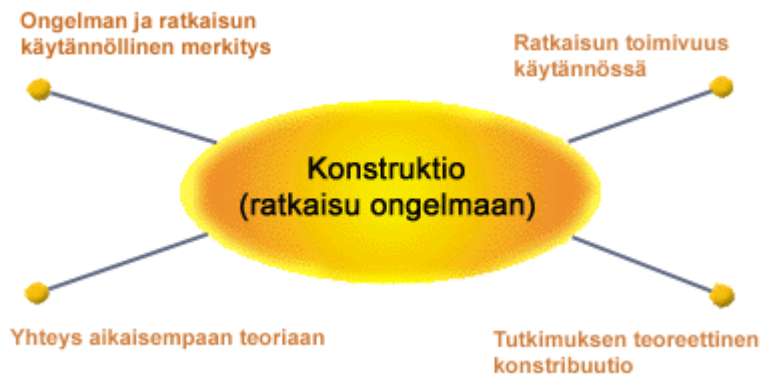 Ongelman ja ratkaisun
käytännöllinen merkitys
Ratkaisun toimivuus
käytännössä
Konstruktio
(ratkaisu ongelmaan)
Yhteys aikaisempaan teoriaan
Tutkimuksen teoreettinen
konstribuutio